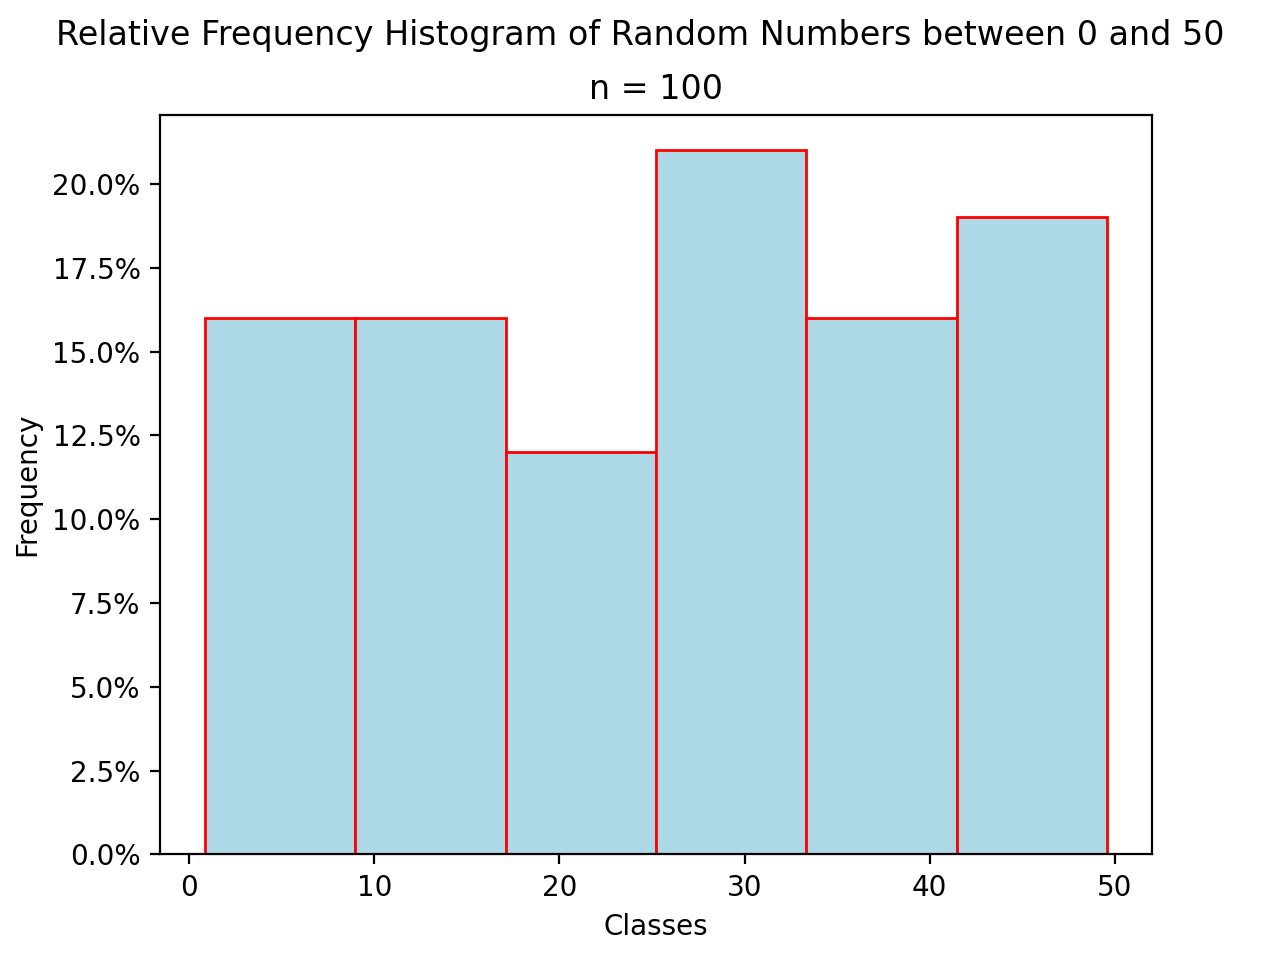 Relative Frequency Histogram of Random Numbers between 0 and 50
n = 100
20.0%
17.5%
15.0%
12.5%
10.0%
7.5%
5.0%
2.5%
0.0%
Frequency
0 10 20 30 40 50
Classes